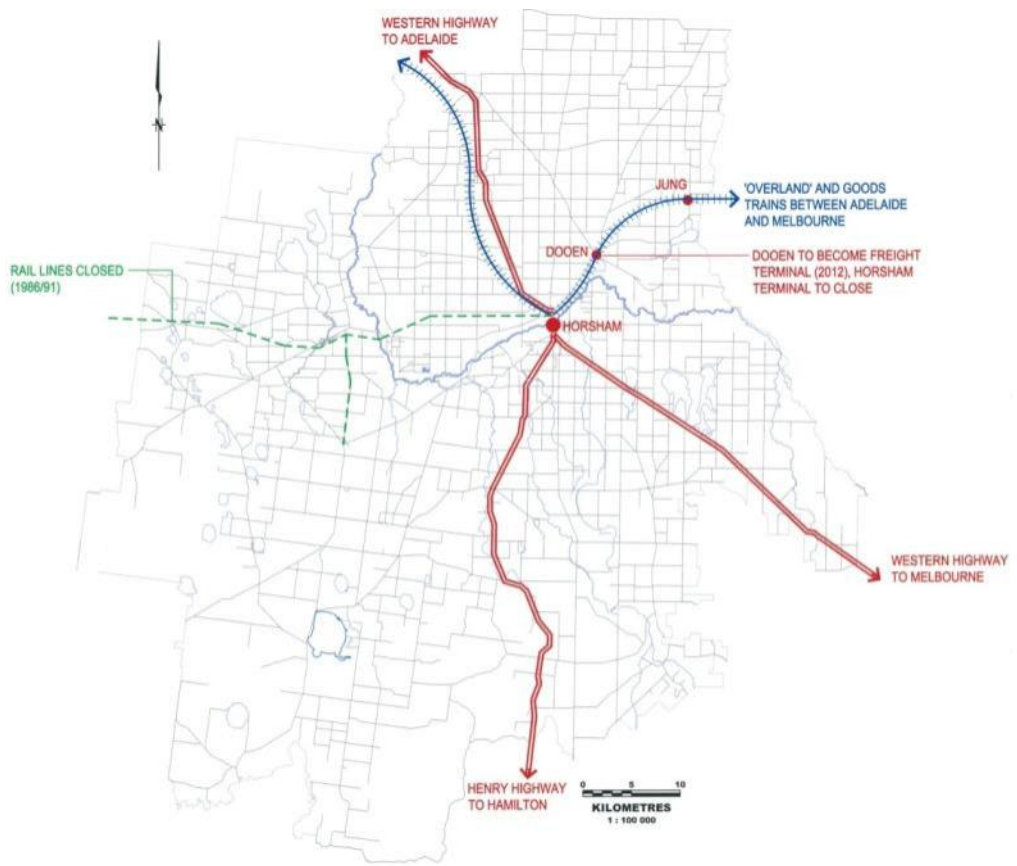 WESTERN HIGHWAY
TO ADELAIDE
N
JUNG
'OVERLAND' AND GOODS
TRAINS BETWEEN ADELAIDE
AND MELBOURNE
DOOEN
DOOEN TO BECOME FREIGHT
TERMINAL (2012), HORSHAM
TERMINAL TO CLOSE
RAIL LINES CLOSED
(1986/91)
HORSHAM
WESTERN HIGHWAY
TO MELBOURNE
HENRY HIGHWAY
TO HAMILTON
0 5 10
KILOMETRES
1 : 100 000